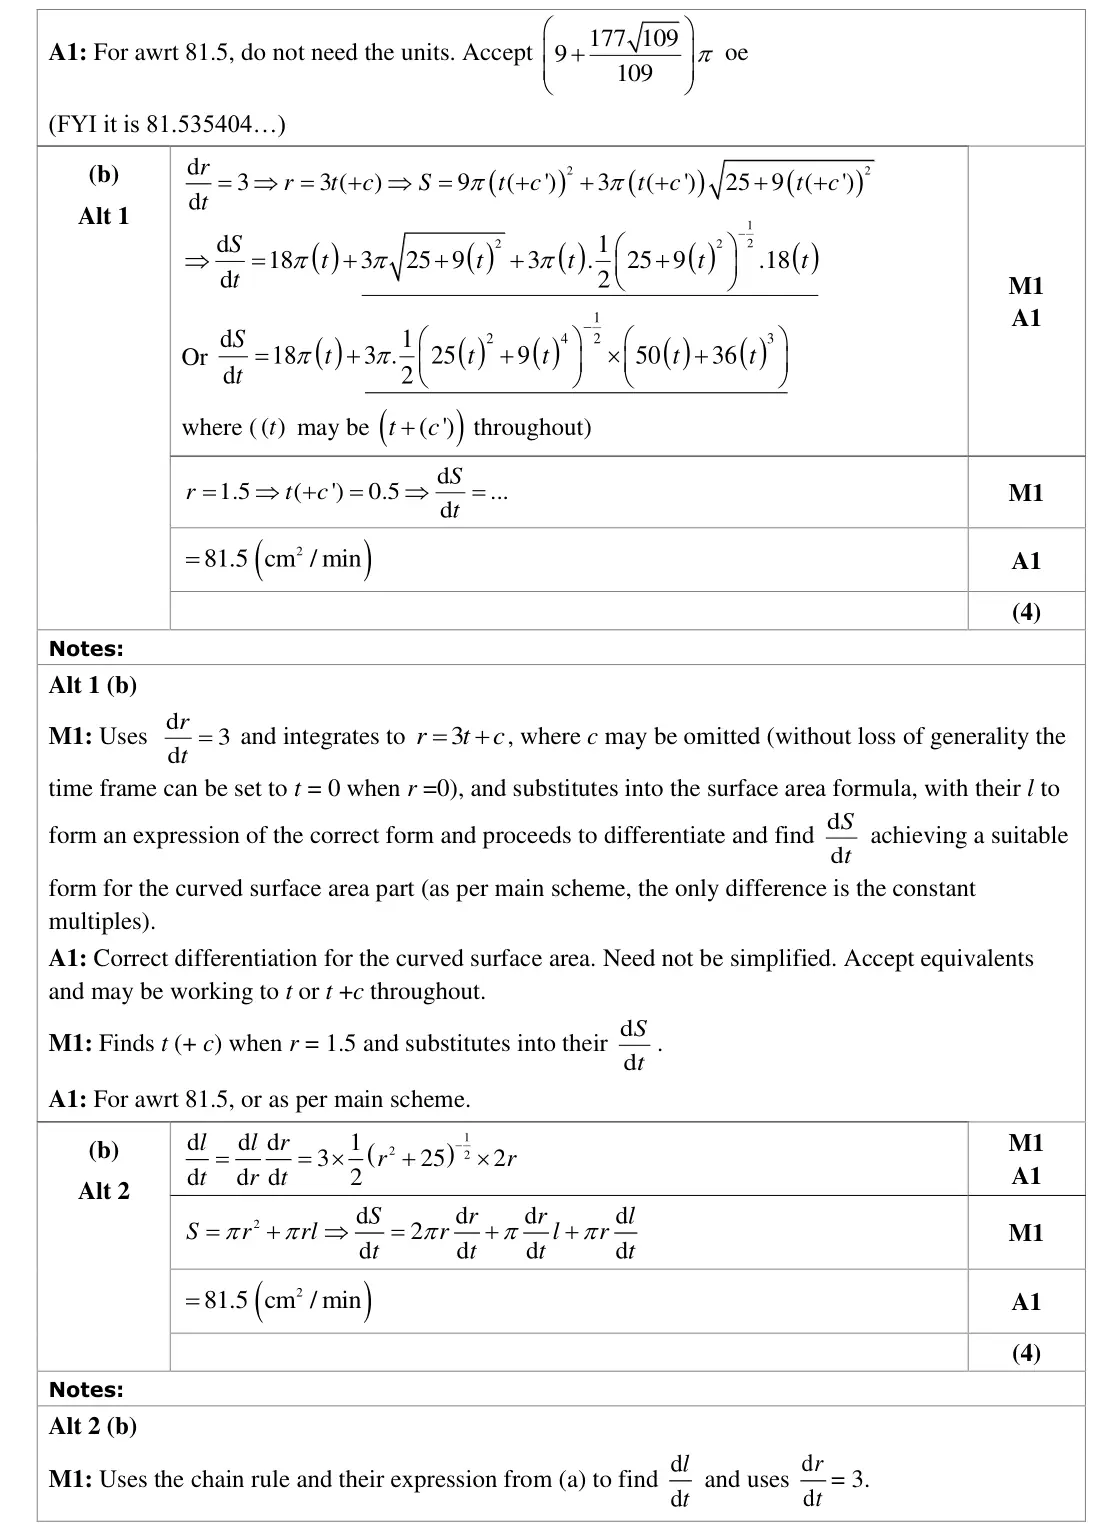 A1: For awrt 81.5, do not need the units. Accept (9 + 177√109/109)π oe
(FYI it is 81.535404…)
(b)
Alt 1
dr/dt = 3 ⇒ r = 3t(+c) ⇒ S = 9π(t(+c'))² + 3π(t(+c'))√(25 + 9(t(+c'))²)
⇒ dS/dt = 18π(t) + 3π√(25 + 9(t)²) + 3π(t).1/2(25 + 9(t)²)^(-1/2).18(t)
Or dS/dt = 18π(t) + 3π.1/2(25(t)² + 9(t)⁴)^(-1/2) × (50(t) + 36(t)³)
where ( (t) may be (t + (c')) throughout)
M1
A1
r = 1.5 ⇒ t(+c') = 0.5 ⇒ dS/dt = ...
M1
= 81.5 (cm² / min)
A1
(4)
Notes:
Alt 1 (b)
M1: Uses dr/dt = 3 and integrates to r = 3t + c, where c may be omitted (without loss of generality the
time frame can be set to t = 0 when r =0), and substitutes into the surface area formula, with their l to
form an expression of the correct form and proceeds to differentiate and find dS/dt achieving a suitable
form for the curved surface area part (as per main scheme, the only difference is the constant
multiples).
A1: Correct differentiation for the curved surface area. Need not be simplified. Accept equivalents
and may be working to t or t +c throughout.
M1: Finds t (+ c) when r = 1.5 and substitutes into their dS/dt .
A1: For awrt 81.5, or as per main scheme.
(b)
Alt 2
dl/dt = dl/dr dr/dt = 3 × 1/2(r² + 25)^(-1/2) × 2r
M1
A1
S = πr² + πrl ⇒ dS/dt = 2πr dr/dt + π dr/dt l + πr dl/dt
M1
= 81.5 (cm² / min)
A1
(4)
Notes:
Alt 2 (b)
M1: Uses the chain rule and their expression from (a) to find dl/dt and uses dr/dt = 3.